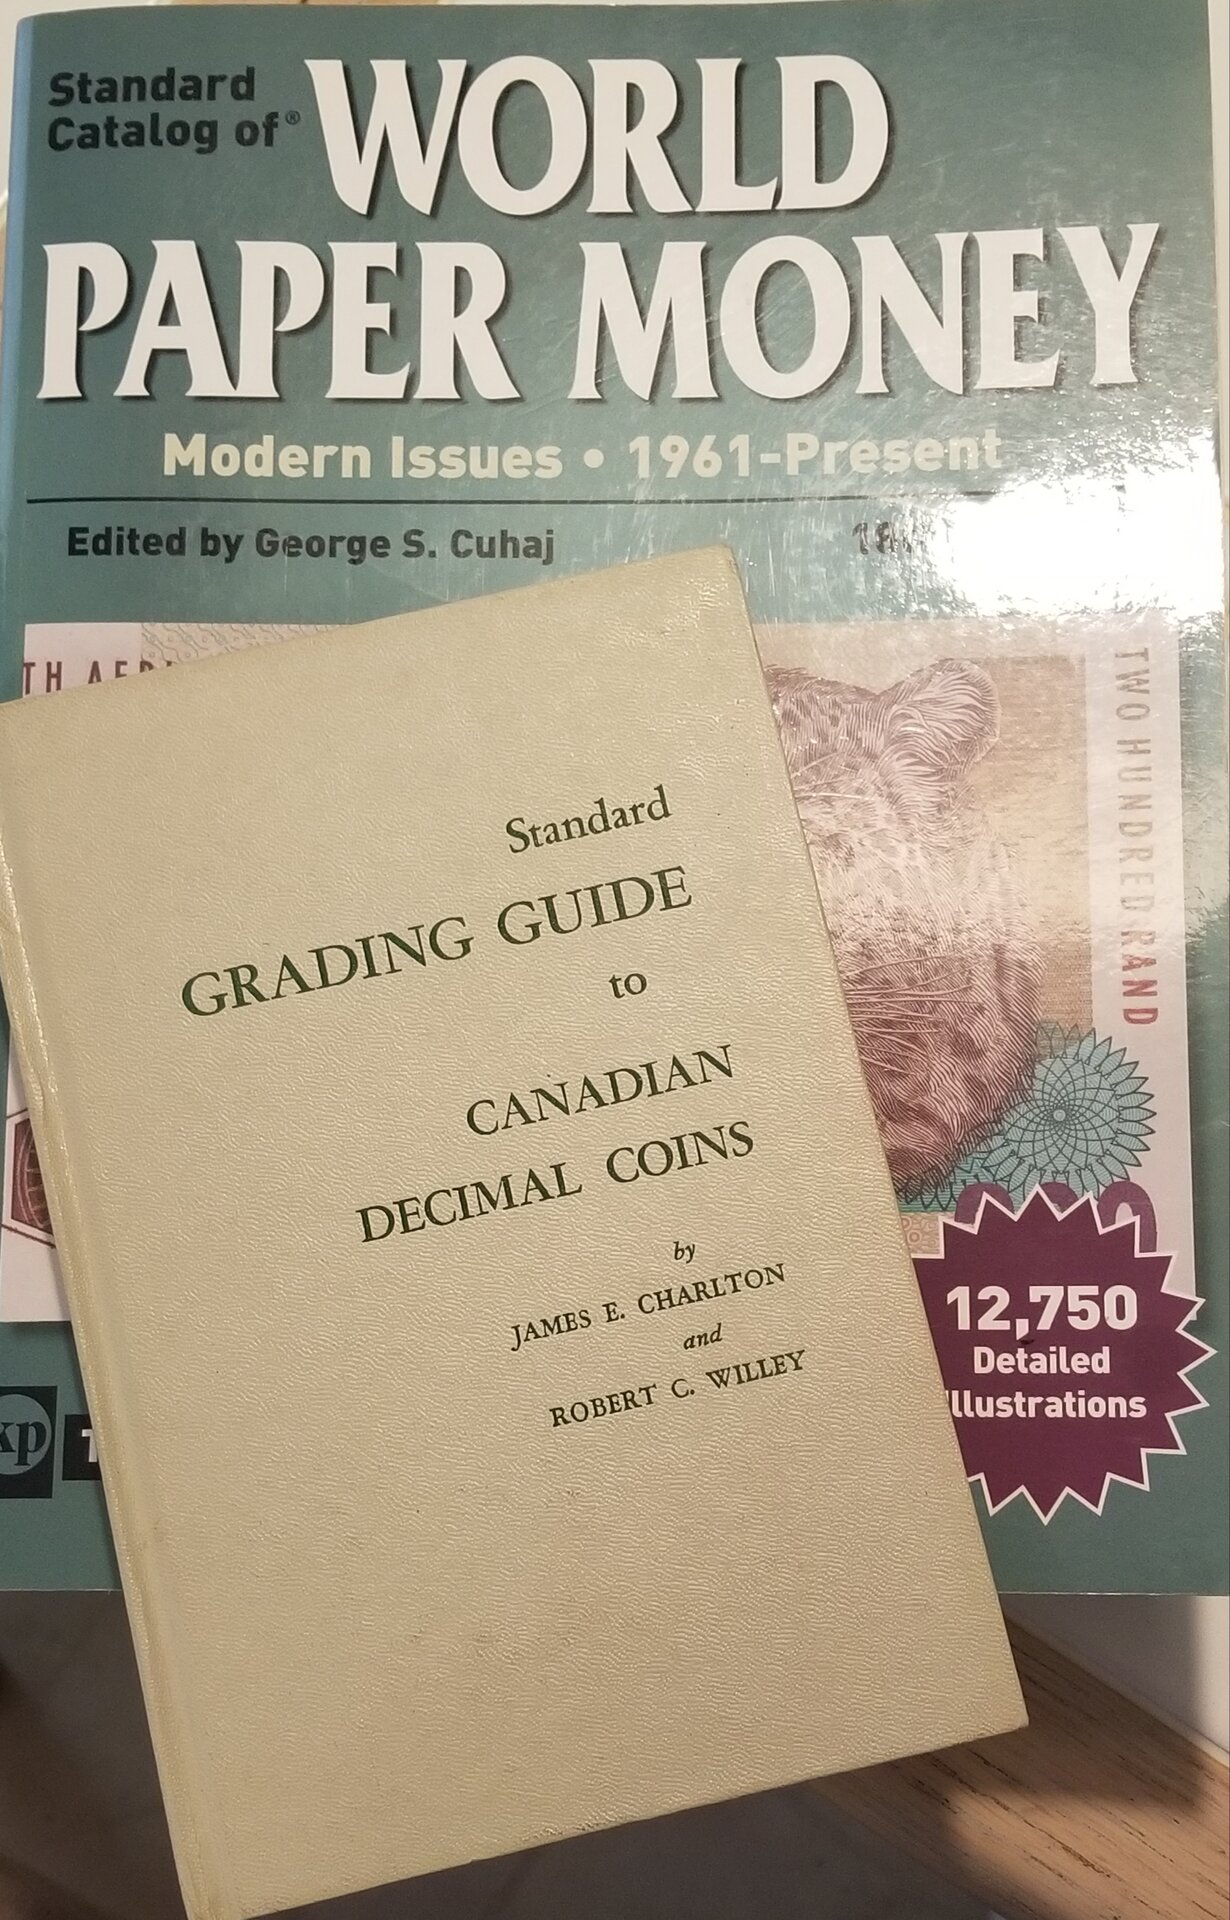 Standard
Catalog of®
WORLD
PAPER MONEY
Modern Issues • 1961-Present
Edited by George S. Cuhaj
TWO HUNDRED RAND
Standard
GRADING GUIDE
to
CANADIAN
DECIMAL COINS
by
JAMES E. CHARLTON
and
ROBERT C. WILLEY
12,750
Detailed
Illustrations
kp